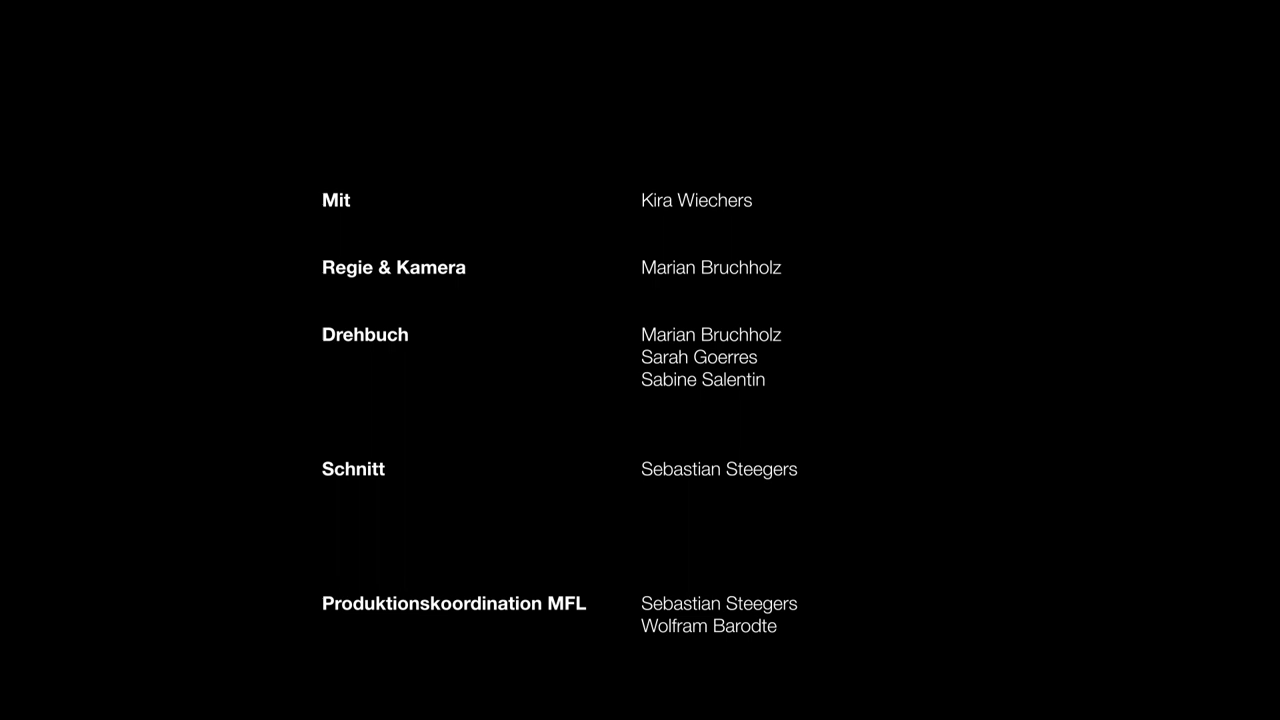 Mit Kira Wiechers
Regie & Kamera Marian Bruchholz
Drehbuch Marian Bruchholz
Sarah Goerres
Sabine Salentin
Schnitt Sebastian Steegers
Produktionskoordination MFL Sebastian Steegers
Wolfram Barodte